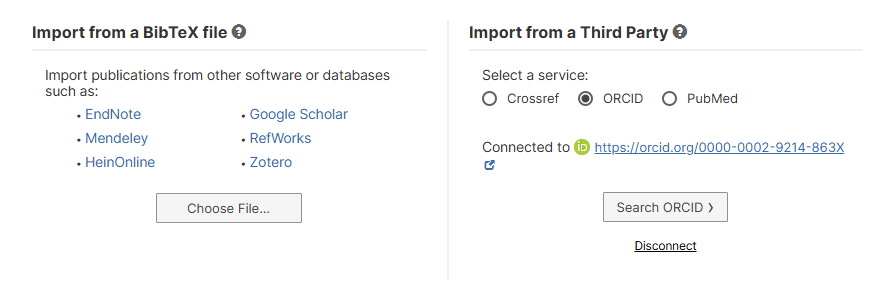 Import from a BibTeX file ?
Import publications from other software or databases
such as:
• EndNote
• Mendeley
• HeinOnline
• Google Scholar
• RefWorks
• Zotero
Choose File...
Import from a Third Party ?
Select a service:
Crossref ORCID PubMed
Connected to iD https://orcid.org/0000-0002-9214-863X
Search ORCID ❯
Disconnect